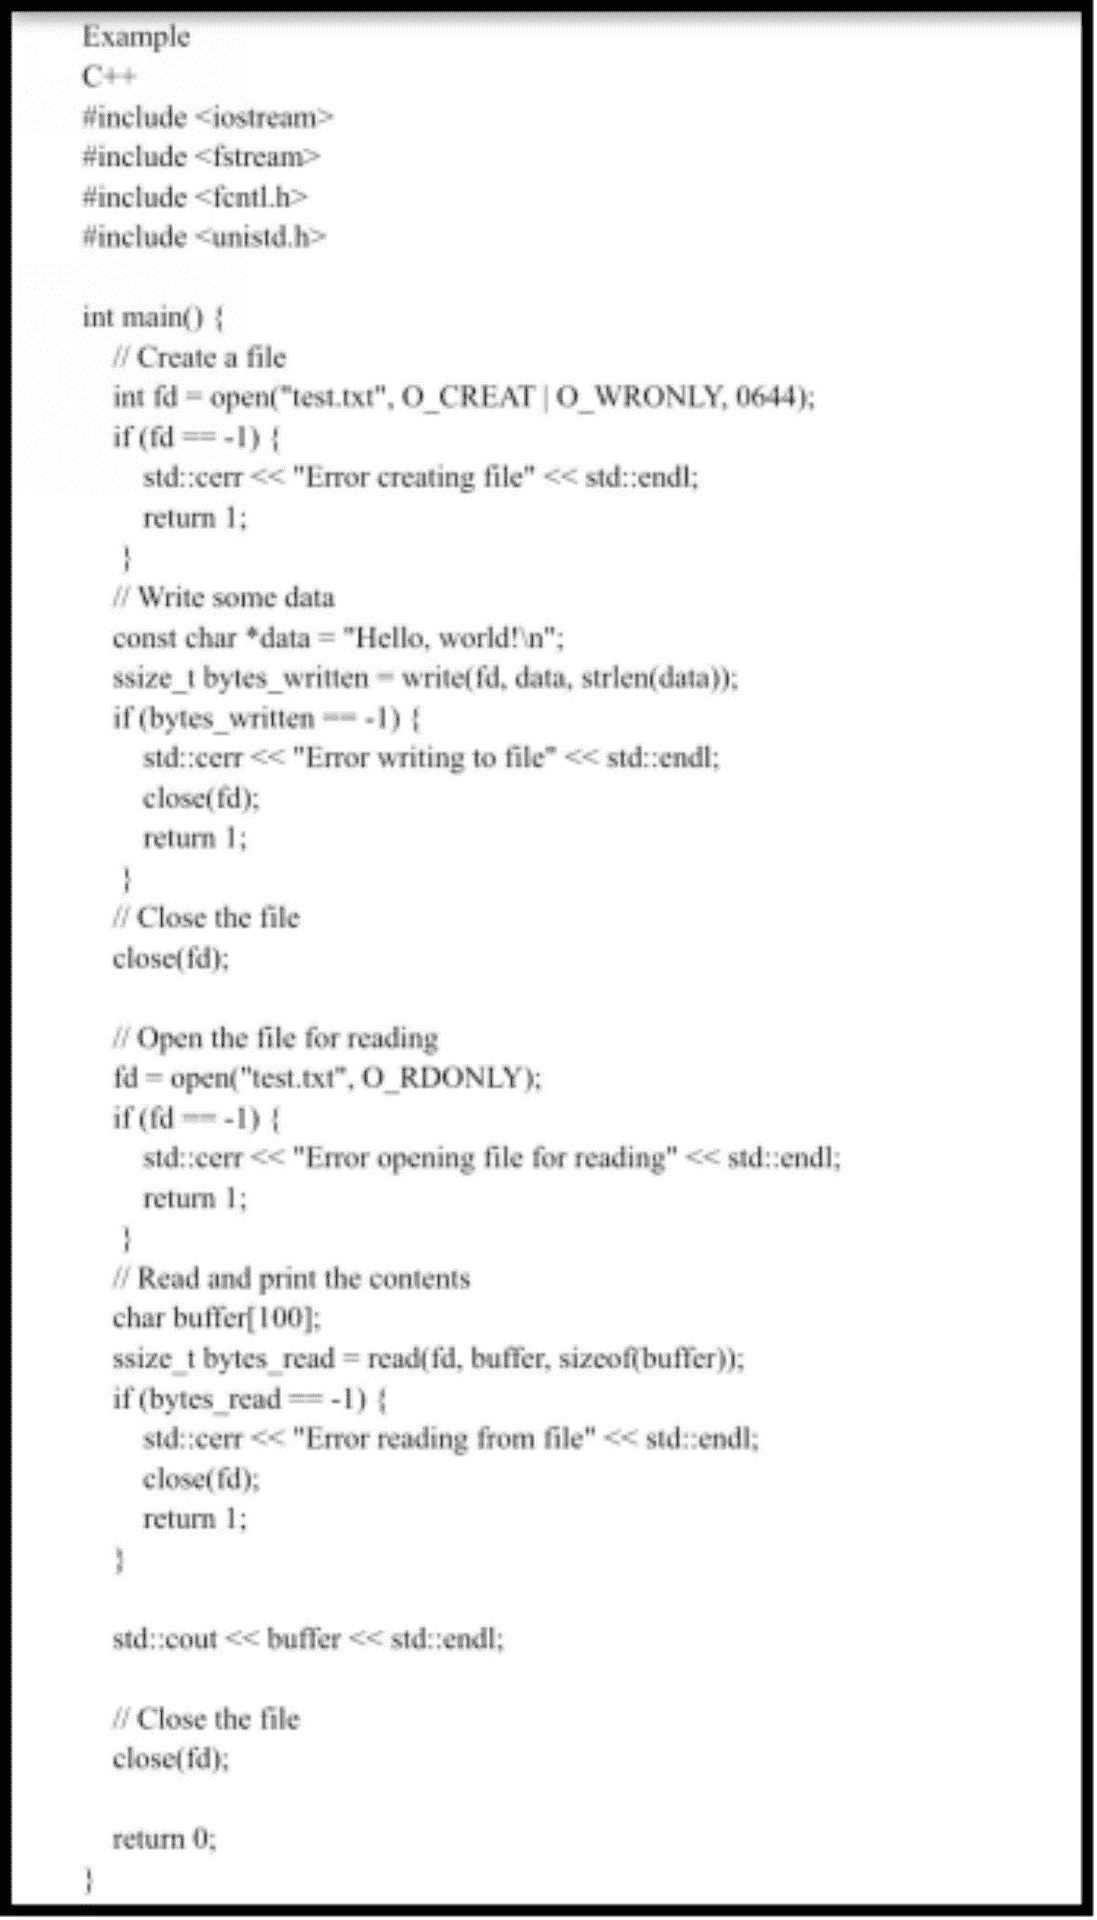 Example
C++
#include <iostream>
#include <fstream>
#include <fcntl.h>
#include <unistd.h>
int main() {
// Create a file
int fd = open("test.txt", O_CREAT | O_WRONLY, 0644);
if (fd == -1) {
std::cerr << "Error creating file" << std::endl;
return 1;
}
// Write some data
const char *data = "Hello, world!\n";
ssize_t bytes_written = write(fd, data, strlen(data));
if (bytes_written == -1) {
std::cerr << "Error writing to file" << std::endl;
close(fd);
return 1;
}
// Close the file
close(fd);
// Open the file for reading
fd = open("test.txt", O_RDONLY);
if (fd == -1) {
std::cerr << "Error opening file for reading" << std::endl;
return 1;
}
// Read and print the contents
char buffer[100];
ssize_t bytes_read = read(fd, buffer, sizeof(buffer));
if (bytes_read == -1) {
std::cerr << "Error reading from file" << std::endl;
close(fd);
return 1;
}
std::cout << buffer << std::endl;
// Close the file
close(fd);
return 0;
}